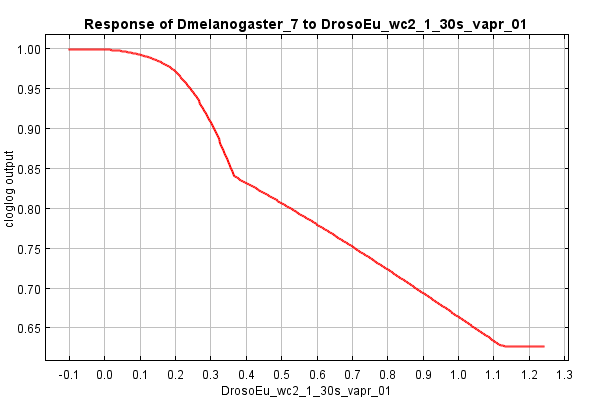 Response of Dmelanogaster_7 to DrosoEu_wc2_1_30s_vapr_01
cloglog output
1.00
0.95
0.90
0.85
0.80
0.75
0.70
0.65
-0.1 0.0 0.1 0.2 0.3 0.4 0.5 0.6 0.7 0.8 0.9 1.0 1.1 1.2 1.3
DrosoEu_wc2_1_30s_vapr_01